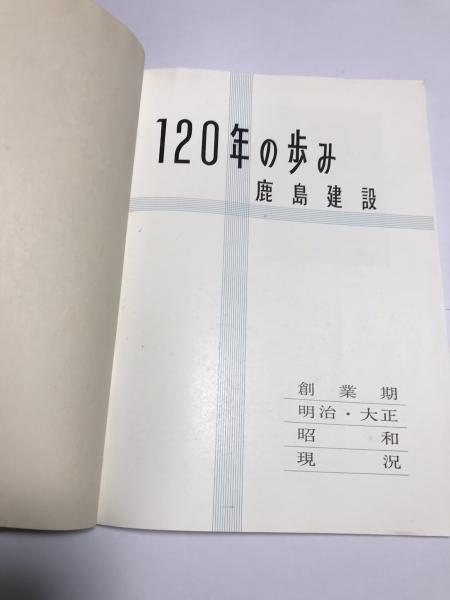 120年の歩み
鹿島建設
創業期
明治・大正
昭和
現況